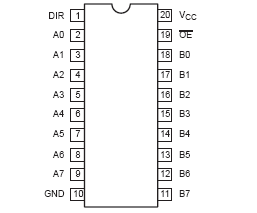 DIR 1 20 VCC
A0 2 19 OE
A1 3 18 B0
A2 4 17 B1
A3 5 16 B2
A4 6 15 B3
A5 7 14 B4
A6 8 13 B5
A7 9 12 B6
GND 10 11 B7